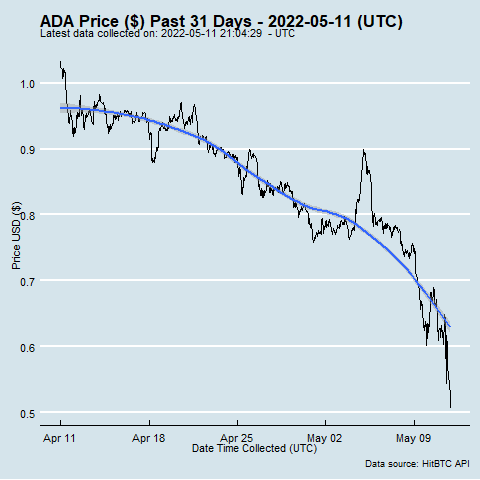 ADA Price ($) Past 31 Days - 2022-05-11 (UTC)
Latest data collected on: 2022-05-11 21:04:29 - UTC
1.0
0.9
0.8
0.7
0.6
0.5
Price USD ($)
Apr 11 Apr 18 Apr 25 May 02 May 09
Date Time Collected (UTC)
Data source: HitBTC API